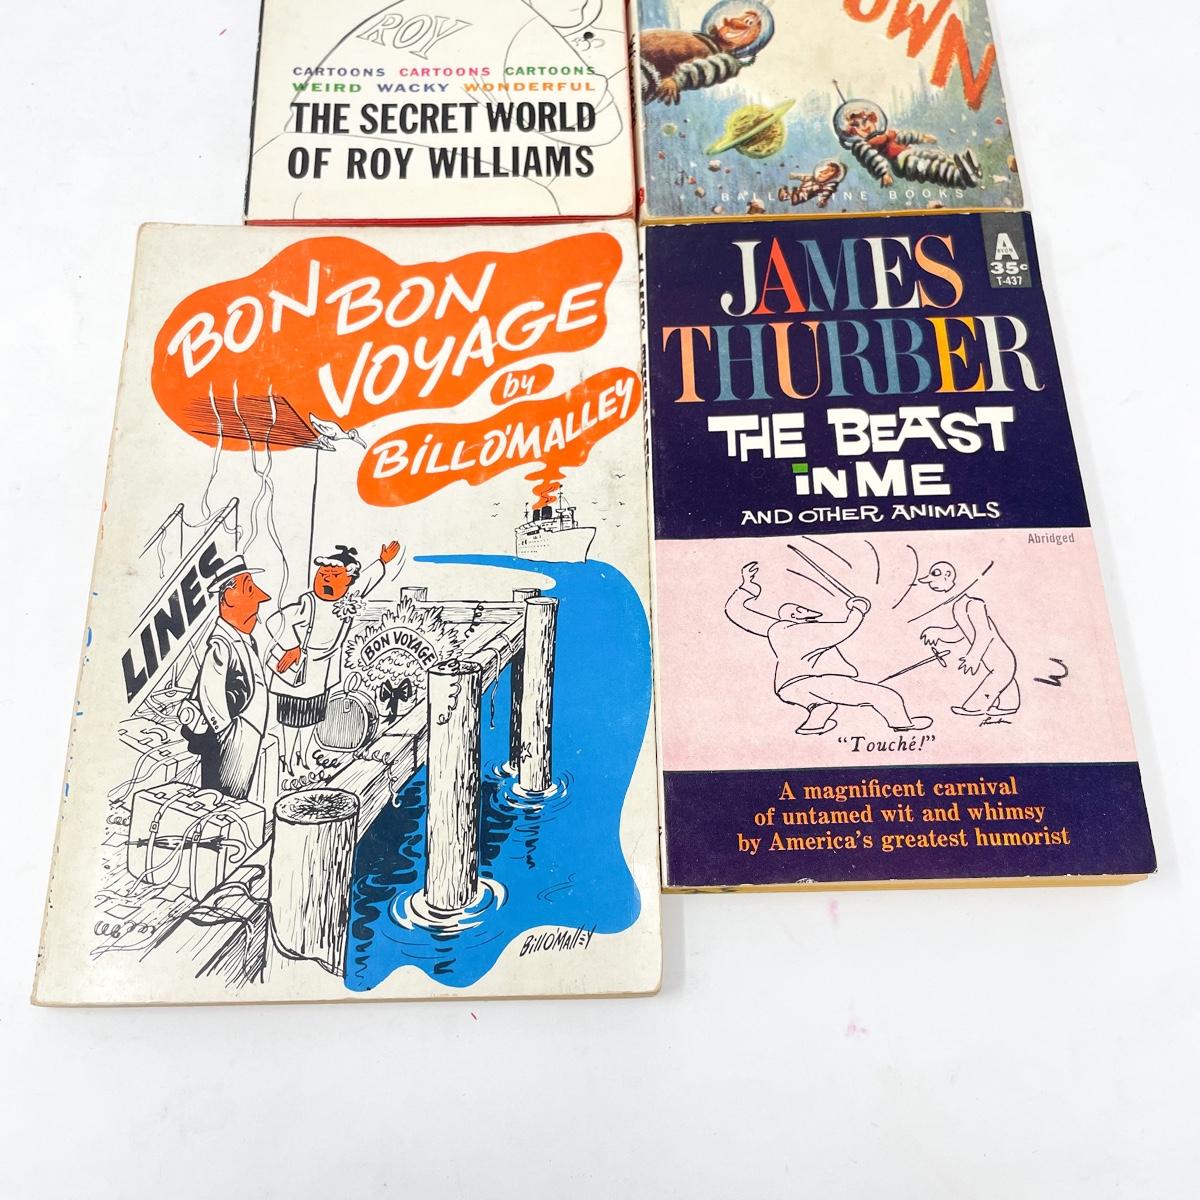 ROY
CARTOONS CARTOONS CARTOONS
WEIRD WACKY WONDERFUL
THE SECRET WORLD
OF ROY WILLIAMS
OWN
BALLANTINE BOOKS
BON BON
VOYAGE
by
BILL O'MALLEY
LINES
BON VOYAGE
BILL O'MALLEY
JAMES
THURBER
A
AVON
35c
T-437
THE BEAST
iN ME
AND OTHER ANIMALS
Abridged
"Touché!"
A magnificent carnival
of untamed wit and whimsy
by America's greatest humorist